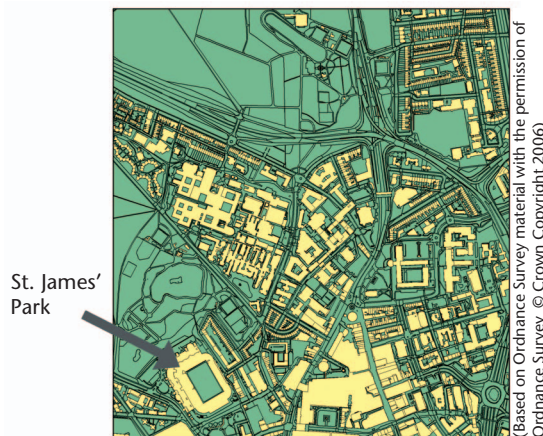 St. James’
Park
(Based on Ordnance Survey material with the permission of
Ordnance Survey. © Crown Copyright 2006)